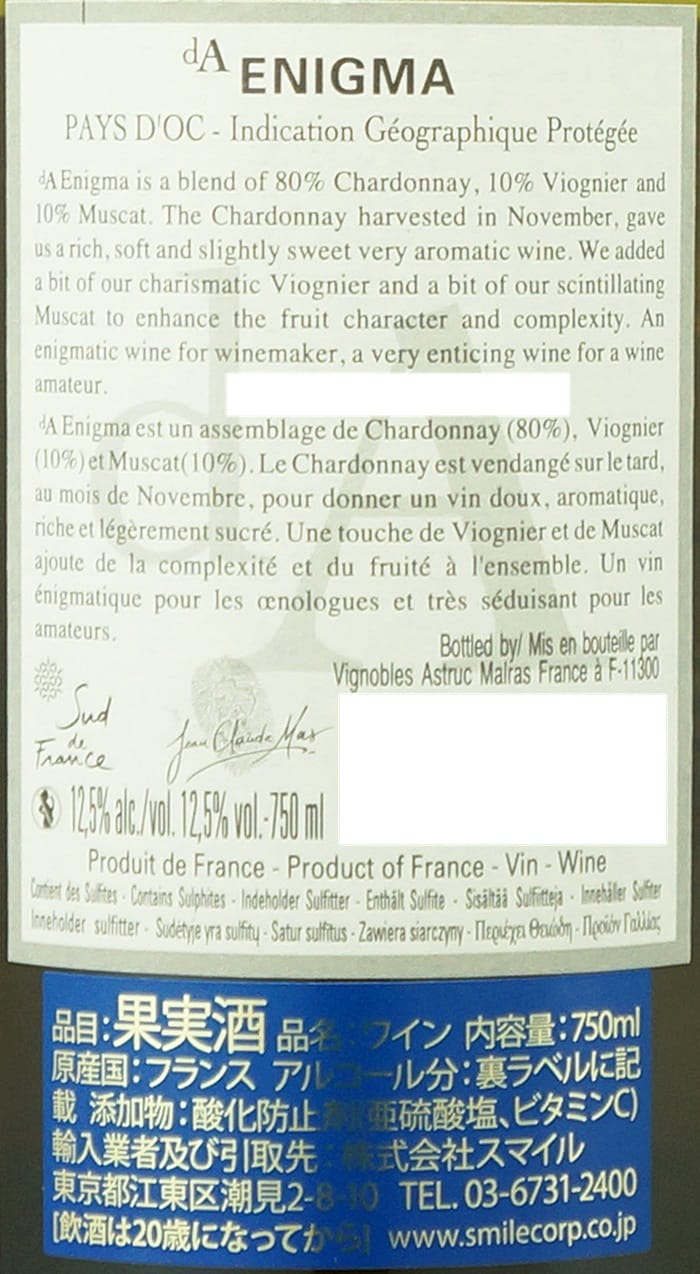 dA ENIGMA
PAYS D'OC - Indication Géographique Protégée
dA Enigma is a blend of 80% Chardonnay, 10% Viognier and
10% Muscat. The Chardonnay harvested in November, gave
us a rich, soft and slightly sweet very aromatic wine. We added
a bit of our charismatic Viognier and a bit of our scintillating
Muscat to enhance the fruit character and complexity. An
enigmatic wine for winemaker, a very enticing wine for a wine
amateur.
dA Enigma est un assemblage de Chardonnay (80%), Viognier
(10%) et Muscat(10%). Le Chardonnay est vendangé sur le tard,
au mois de Novembre, pour donner un vin doux, aromatique,
riche et légèrement sucré. Une touche de Viognier et de Muscat
ajoute de la complexité et du fruité à l'ensemble. Un vin
énigmatique pour les œnologues et très séduisant pour les
amateurs.
Bottled by/ Mis en bouteille par
Vignobles Astruc Malras France à F-11300
Sud
de
France
Jean Claude Mas
12,5% alc./vol. 12,5% vol.-750 ml
Produit de France - Product of France - Vin - Wine
Contient des Sulfites - Contains Sulphites - Indeholder Sulfitter - Enthält Sulfite - Sisältää Sulfiitteja - Innehåller Sulfiter
Inneholder sulfitter - Sudėtyje yra sulfitų - Satur sulfītus - Zawiera siarczyny - Περιέχει Θειώδη - Προϊόν Γαλλίας
品目:果実酒 品名:ワイン 内容量:750ml
原産国:フランス アルコール分:裏ラベルに記
載 添加物:酸化防止剤(亜硫酸塩、ビタミンC)
輸入業者及び引取先:株式会社スマイル
東京都江東区潮見2-8-10 TEL. 03-6731-2400
[飲酒は20歳になってから] www.smilecorp.co.jp